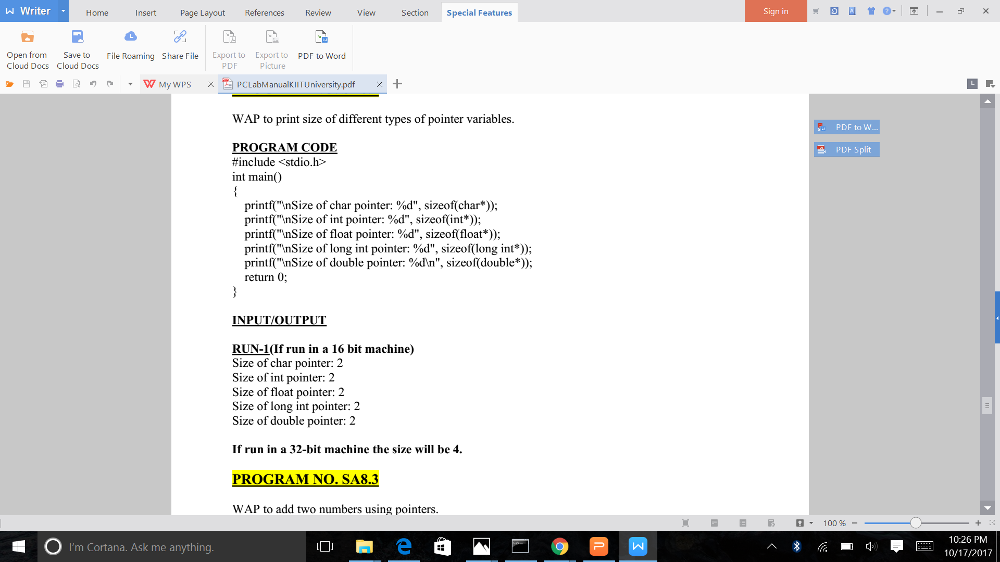 Writer
Home Insert Page Layout References Review View Section Special Features
Sign in
Open from Cloud Docs
Save to Cloud Docs
File Roaming
Share File
Export to PDF
Export to Picture
PDF to Word
My WPS
PCLabManualKIITUniversity.pdf
WAP to print size of different types of pointer variables.
PROGRAM CODE
#include <stdio.h>
int main()
{
printf("\nSize of char pointer: %d", sizeof(char*));
printf("\nSize of int pointer: %d", sizeof(int*));
printf("\nSize of float pointer: %d", sizeof(float*));
printf("\nSize of long int pointer: %d", sizeof(long int*));
printf("\nSize of double pointer: %d\n", sizeof(double*));
return 0;
}
INPUT/OUTPUT
RUN-1(If run in a 16 bit machine)
Size of char pointer: 2
Size of int pointer: 2
Size of float pointer: 2
Size of long int pointer: 2
Size of double pointer: 2
If run in a 32-bit machine the size will be 4.
PROGRAM NO. SA8.3
WAP to add two numbers using pointers.
PDF to W...
PDF Split
100 %
I'm Cortana. Ask me anything.
10:26 PM
10/17/2017